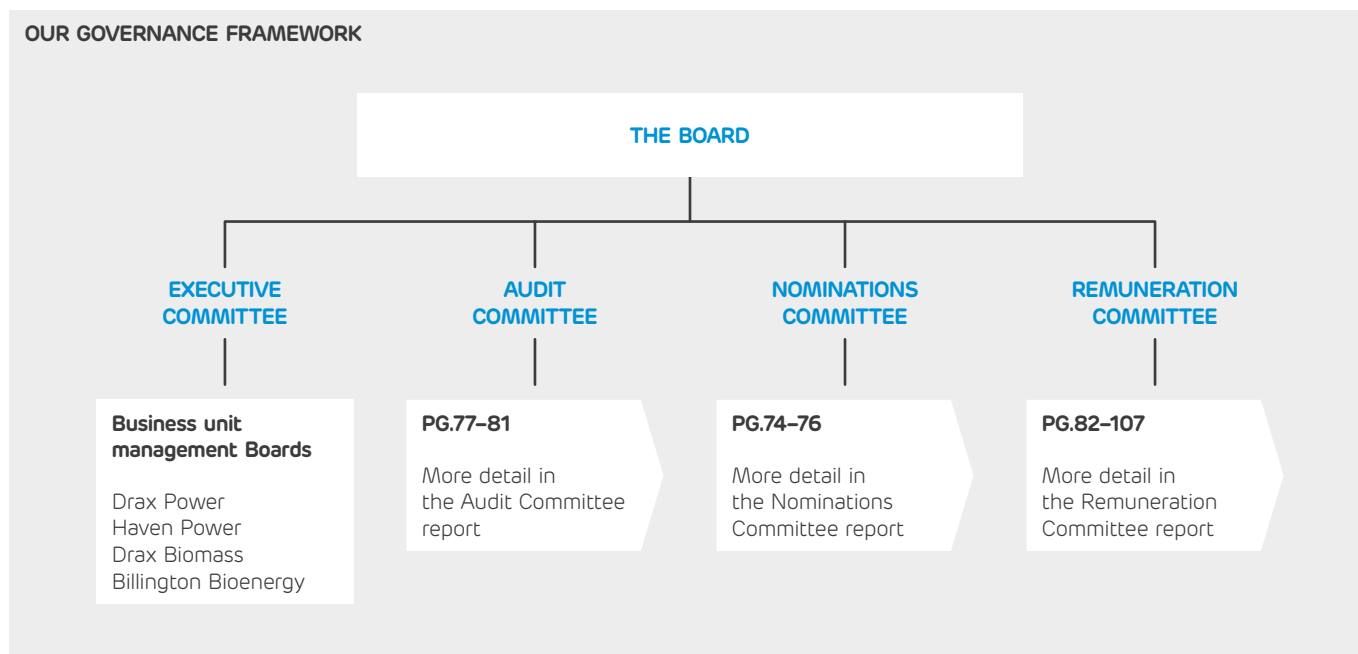 OUR GOVERNANCE FRAMEWORK
THE BOARD
EXECUTIVE
COMMITTEE
AUDIT
COMMITTEE
NOMINATIONS
COMMITTEE
REMUNERATION
COMMITTEE
Business unit
management Boards
Drax Power
Haven Power
Drax Biomass
Billington Bioenergy
PG.77–81
More detail in
the Audit Committee
report
PG.74–76
More detail in
the Nominations
Committee report
PG.82–107
More detail in
the Remuneration
Committee report